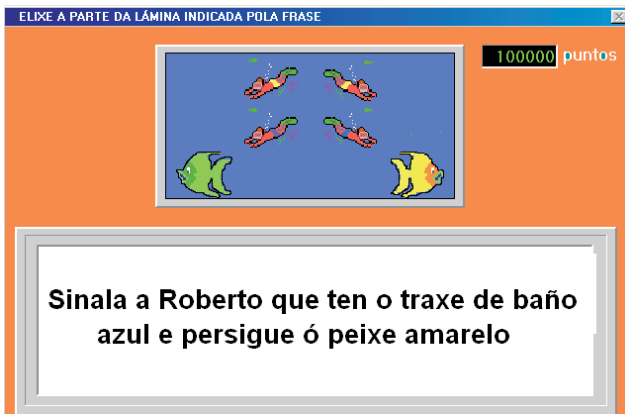 ELIXE A PARTE DA LÁMINA INDICADA POLA FRASE
100000 puntos
Sinala a Roberto que ten o traxe de baño
azul e persigue ó peixe amarelo